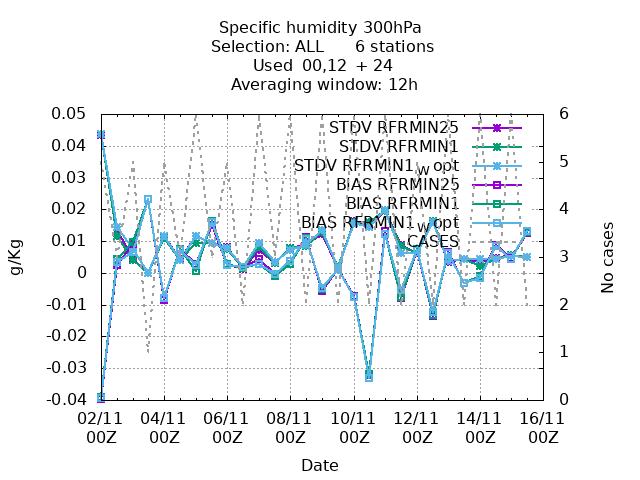 Specific humidity 300hPa
Selection: ALL 6 stations
Used 00,12 + 24
Averaging window: 12h
0.05
0.04
0.03
0.02
0.01
0
-0.01
-0.02
-0.03
-0.04
g/Kg
STDV RFRMIN25
STDV RFRMIN1
STDV RFRMIN1w opt
BIAS RFRMIN25
BIAS RFRMIN1
BIAS RFRMIN1w opt
CASES
6
5
4
3
2
1
0
No cases
02/11 04/11 06/11 08/11 10/11 12/11 14/11 16/11
00Z 00Z 00Z 00Z 00Z 00Z 00Z 00Z
Date